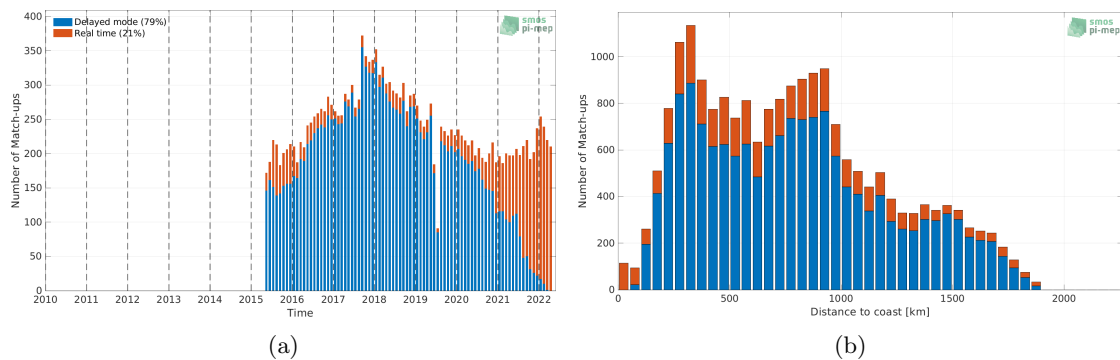 Delayed mode (79%)
Real time (21%)
smos
pi-mep
400
350
300
250
200
150
100
50
0
Number of Match-ups
2010 2011 2012 2013 2014 2015 2016 2017 2018 2019 2020 2021 2022
Time
(a)
smos
pi-mep
1000
800
600
400
200
0
Number of Match-ups
0 500 1000 1500 2000
Distance to coast [km]
(b)